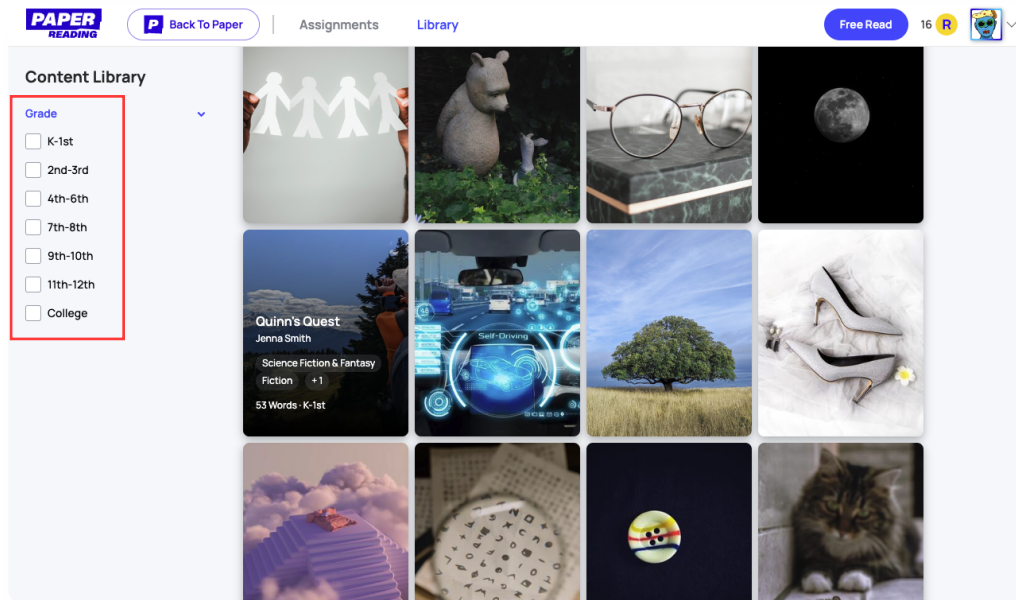 PAPER
READING
P Back To Paper
Assignments
Library
Free Read
16 R
Content Library
Grade
K-1st
2nd-3rd
4th-6th
7th-8th
9th-10th
11th-12th
College
Quinn's Quest
Jenna Smith
Science Fiction & Fantasy
Fiction +1
53 Words · K-1st
Self-Driving